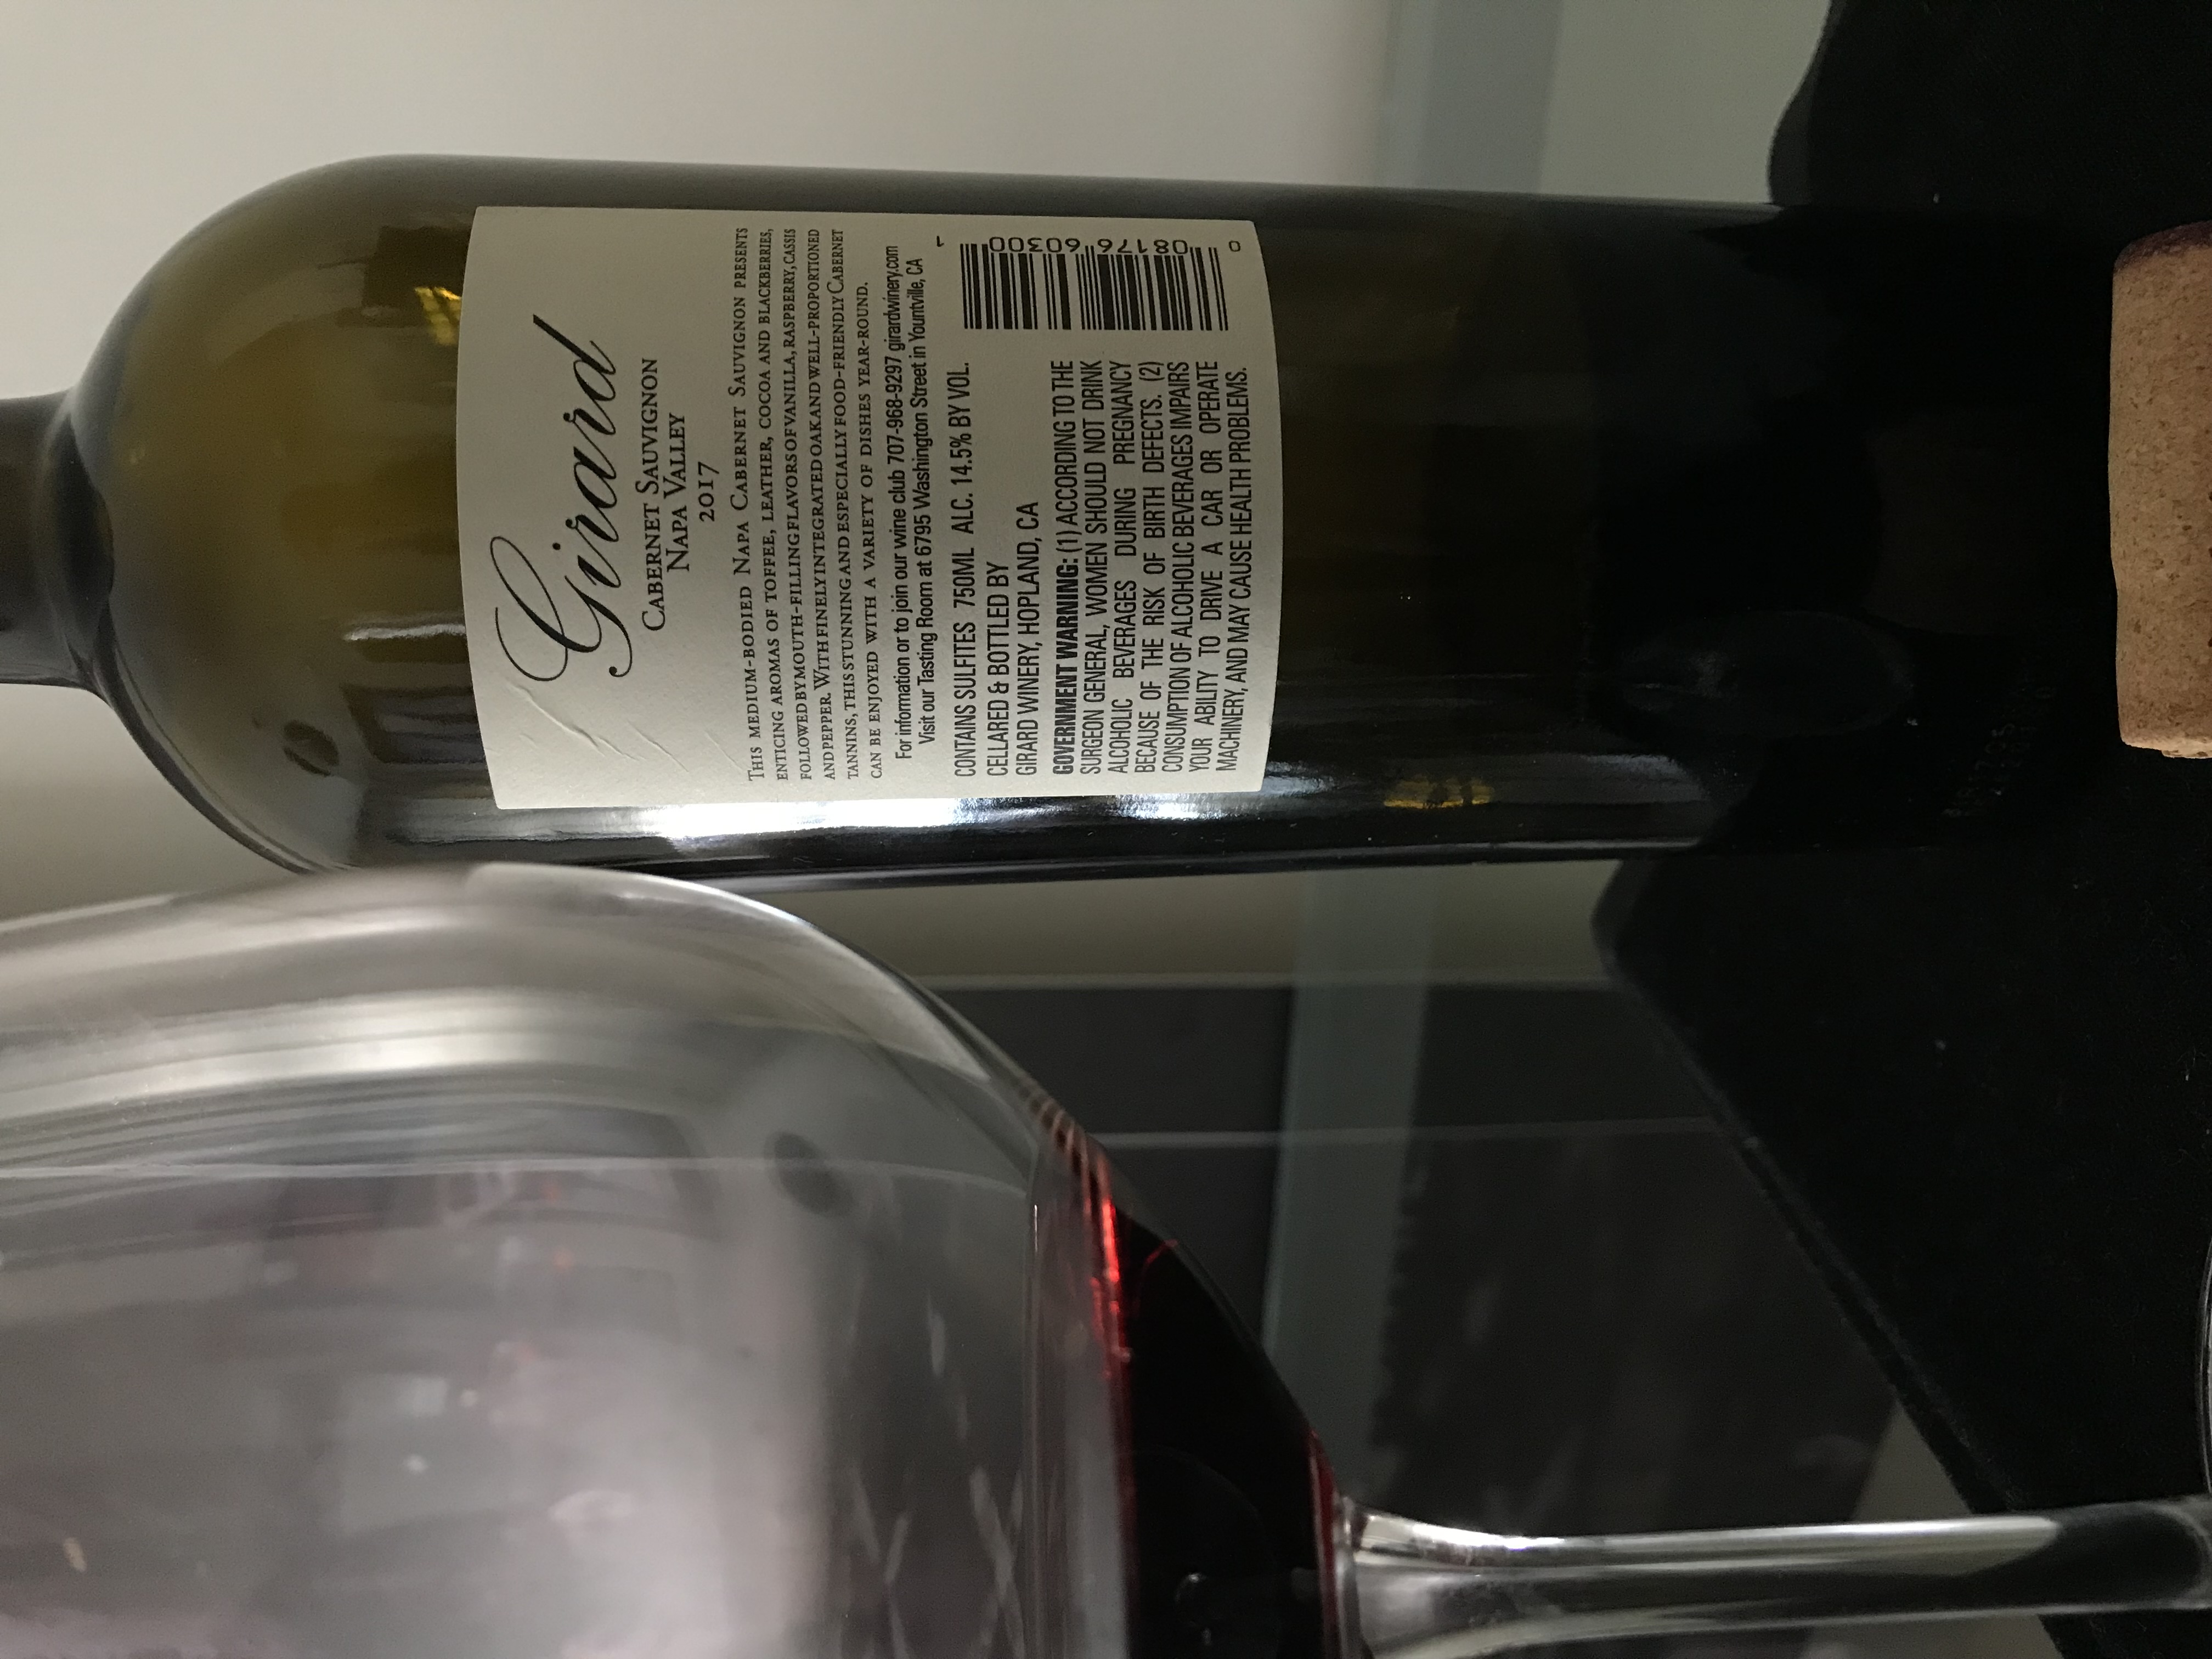 Girard
CABERNET SAUVIGNON
NAPA VALLEY
2017
THIS MEDIUM-BODIED NAPA CABERNET SAUVIGNON PRESENTS
ENTICING AROMAS OF TOFFEE, LEATHER, COCOA AND BLACKBERRIES,
FOLLOWED BY MOUTH-FILLING FLAVORS OF VANILLA, RASPBERRY, CASSIS
AND PEPPER. WITH FINELY INTEGRATED OAK AND WELL-PROPORTIONED
TANNINS, THIS STUNNING AND ESPECIALLY FOOD-FRIENDLY CABERNET
CAN BE ENJOYED WITH A VARIETY OF DISHES YEAR-ROUND.
For information or to join our wine club 707-968-9297 girardwinery.com
Visit our Tasting Room at 6795 Washington Street in Yountville, CA
CONTAINS SULFITES 750ML ALC. 14.5% BY VOL.
CELLARED & BOTTLED BY
GIRARD WINERY, HOPLAND, CA
GOVERNMENT WARNING: (1) ACCORDING TO THE
SURGEON GENERAL, WOMEN SHOULD NOT DRINK
ALCOHOLIC BEVERAGES DURING PREGNANCY
BECAUSE OF THE RISK OF BIRTH DEFECTS. (2)
CONSUMPTION OF ALCOHOLIC BEVERAGES IMPAIRS
YOUR ABILITY TO DRIVE A CAR OR OPERATE
MACHINERY, AND MAY CAUSE HEALTH PROBLEMS.
0 08176 60300 1